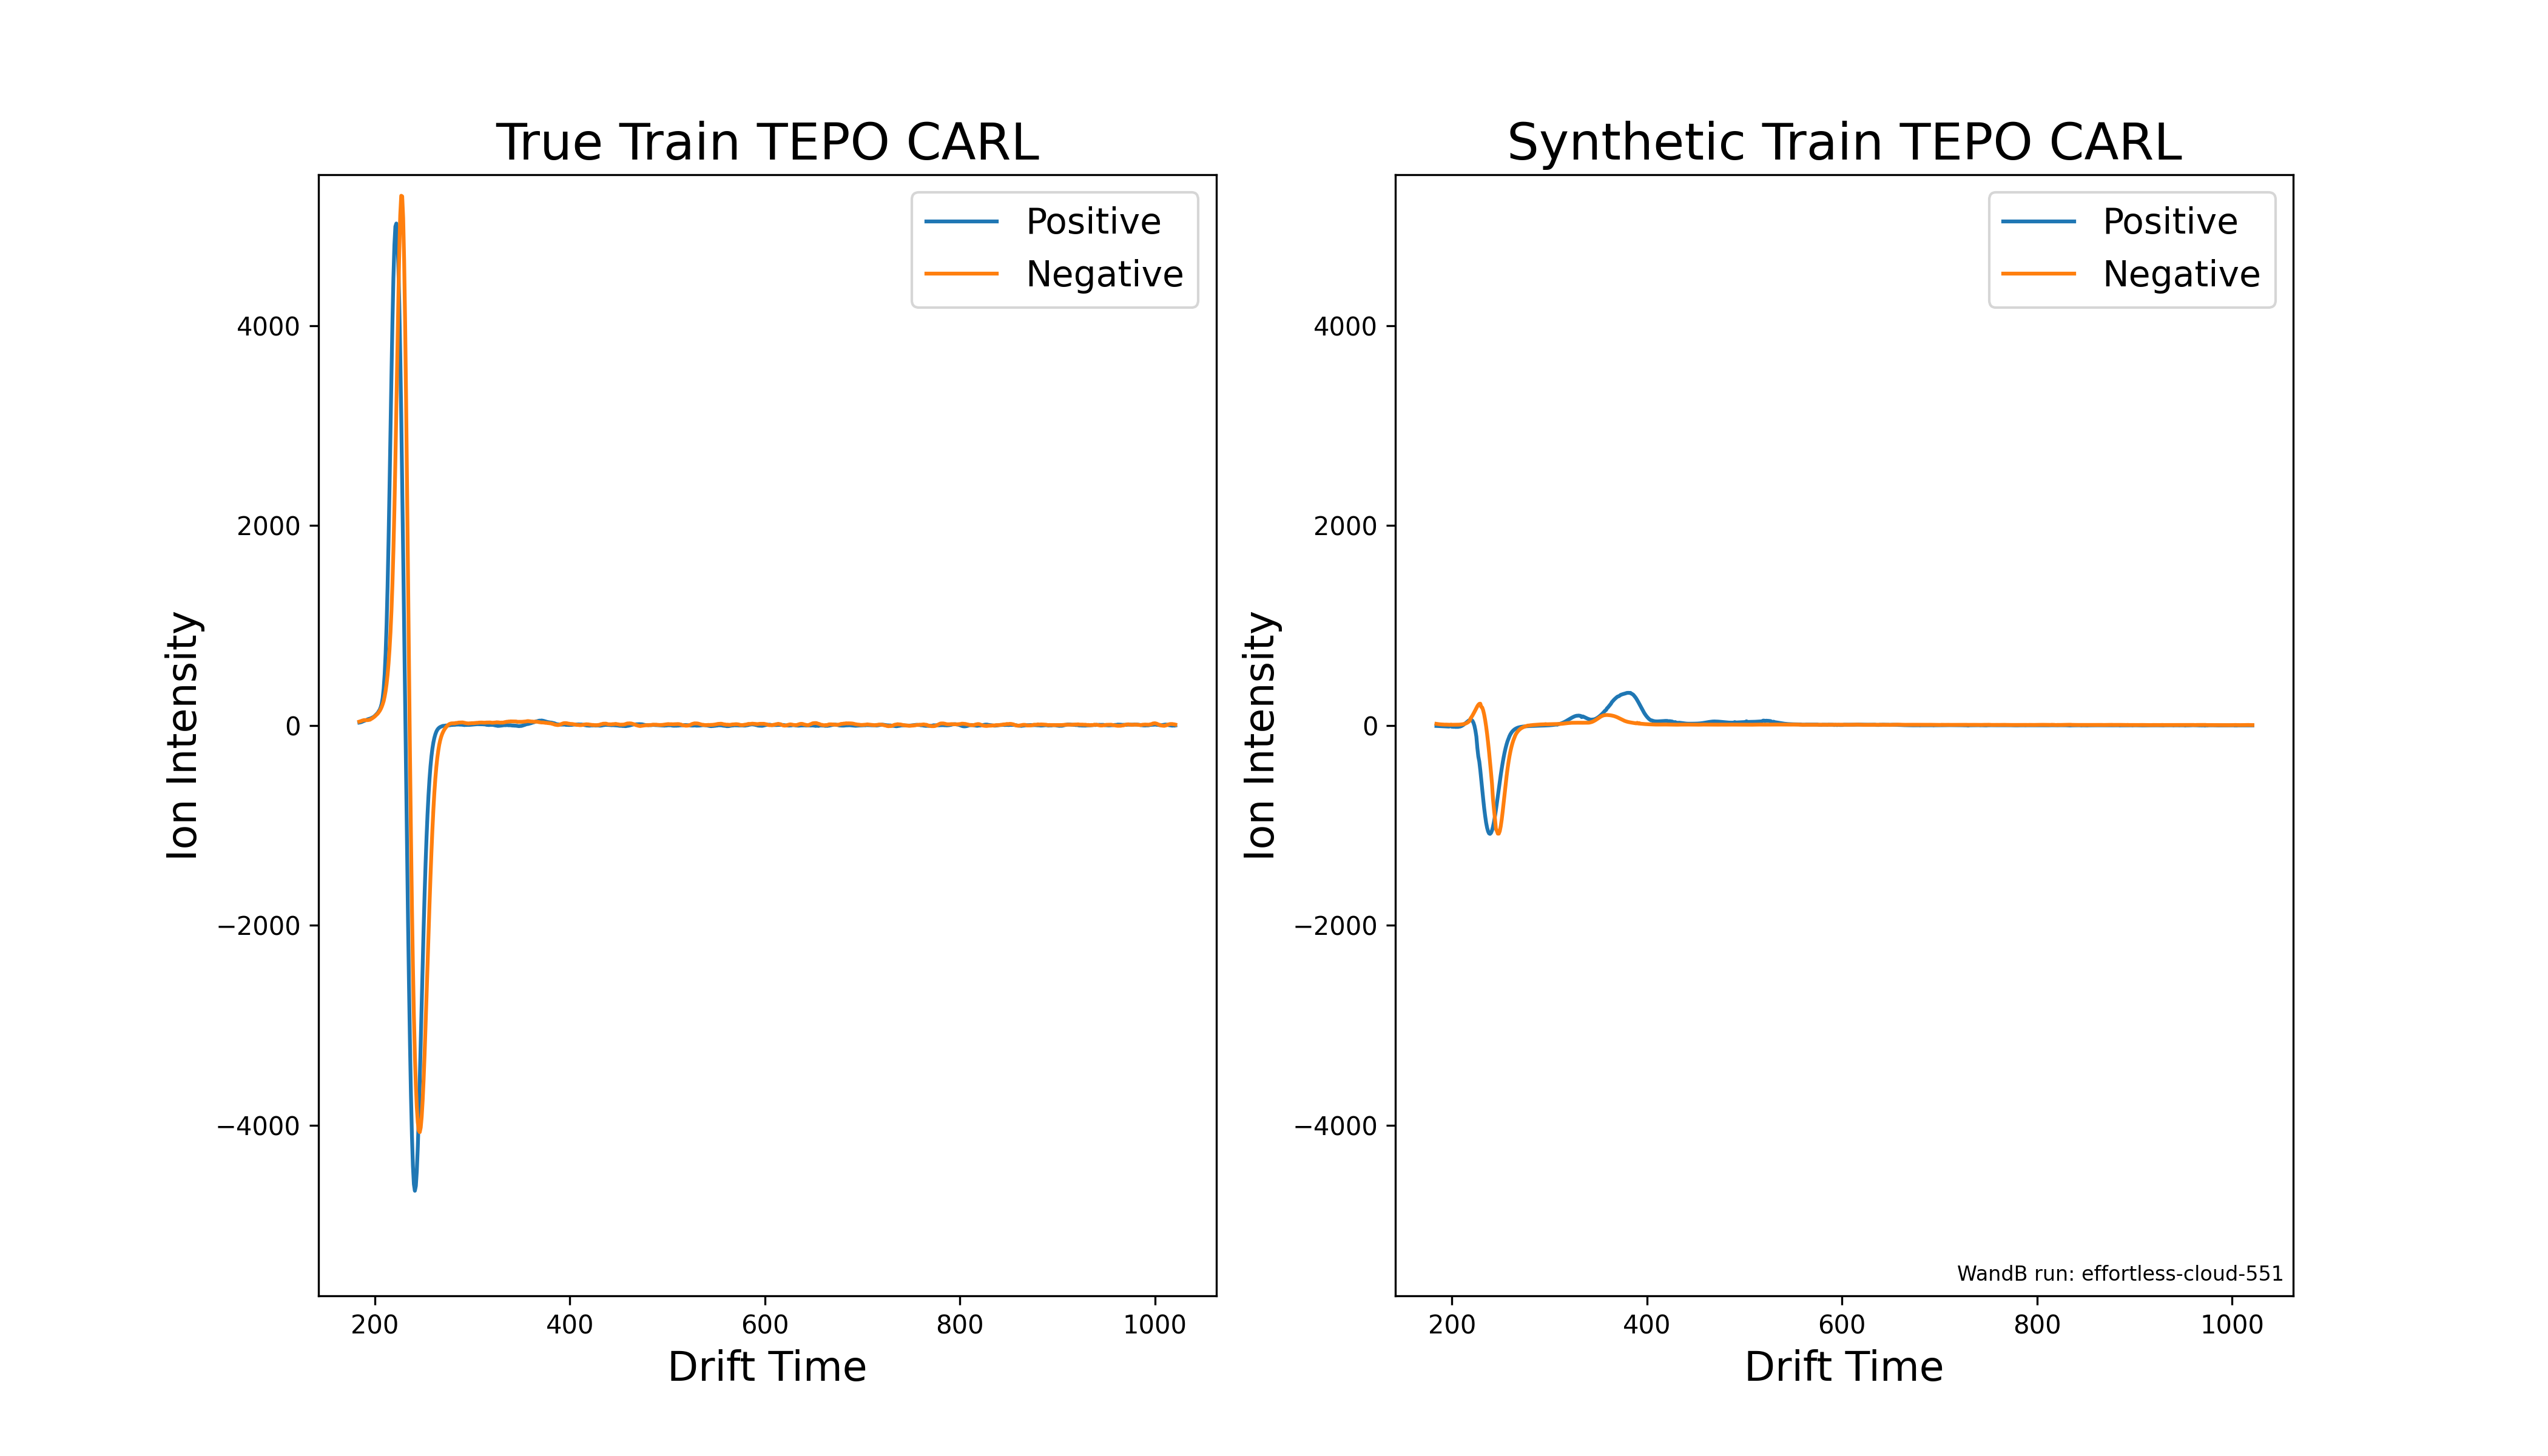 True Train TEPO CARL
Positive
Negative
4000
2000
0
−2000
−4000
Ion Intensity
200 400 600 800 1000
Drift Time
Synthetic Train TEPO CARL
Positive
Negative
4000
2000
0
−2000
−4000
Ion Intensity
WandB run: effortless-cloud-551
200 400 600 800 1000
Drift Time